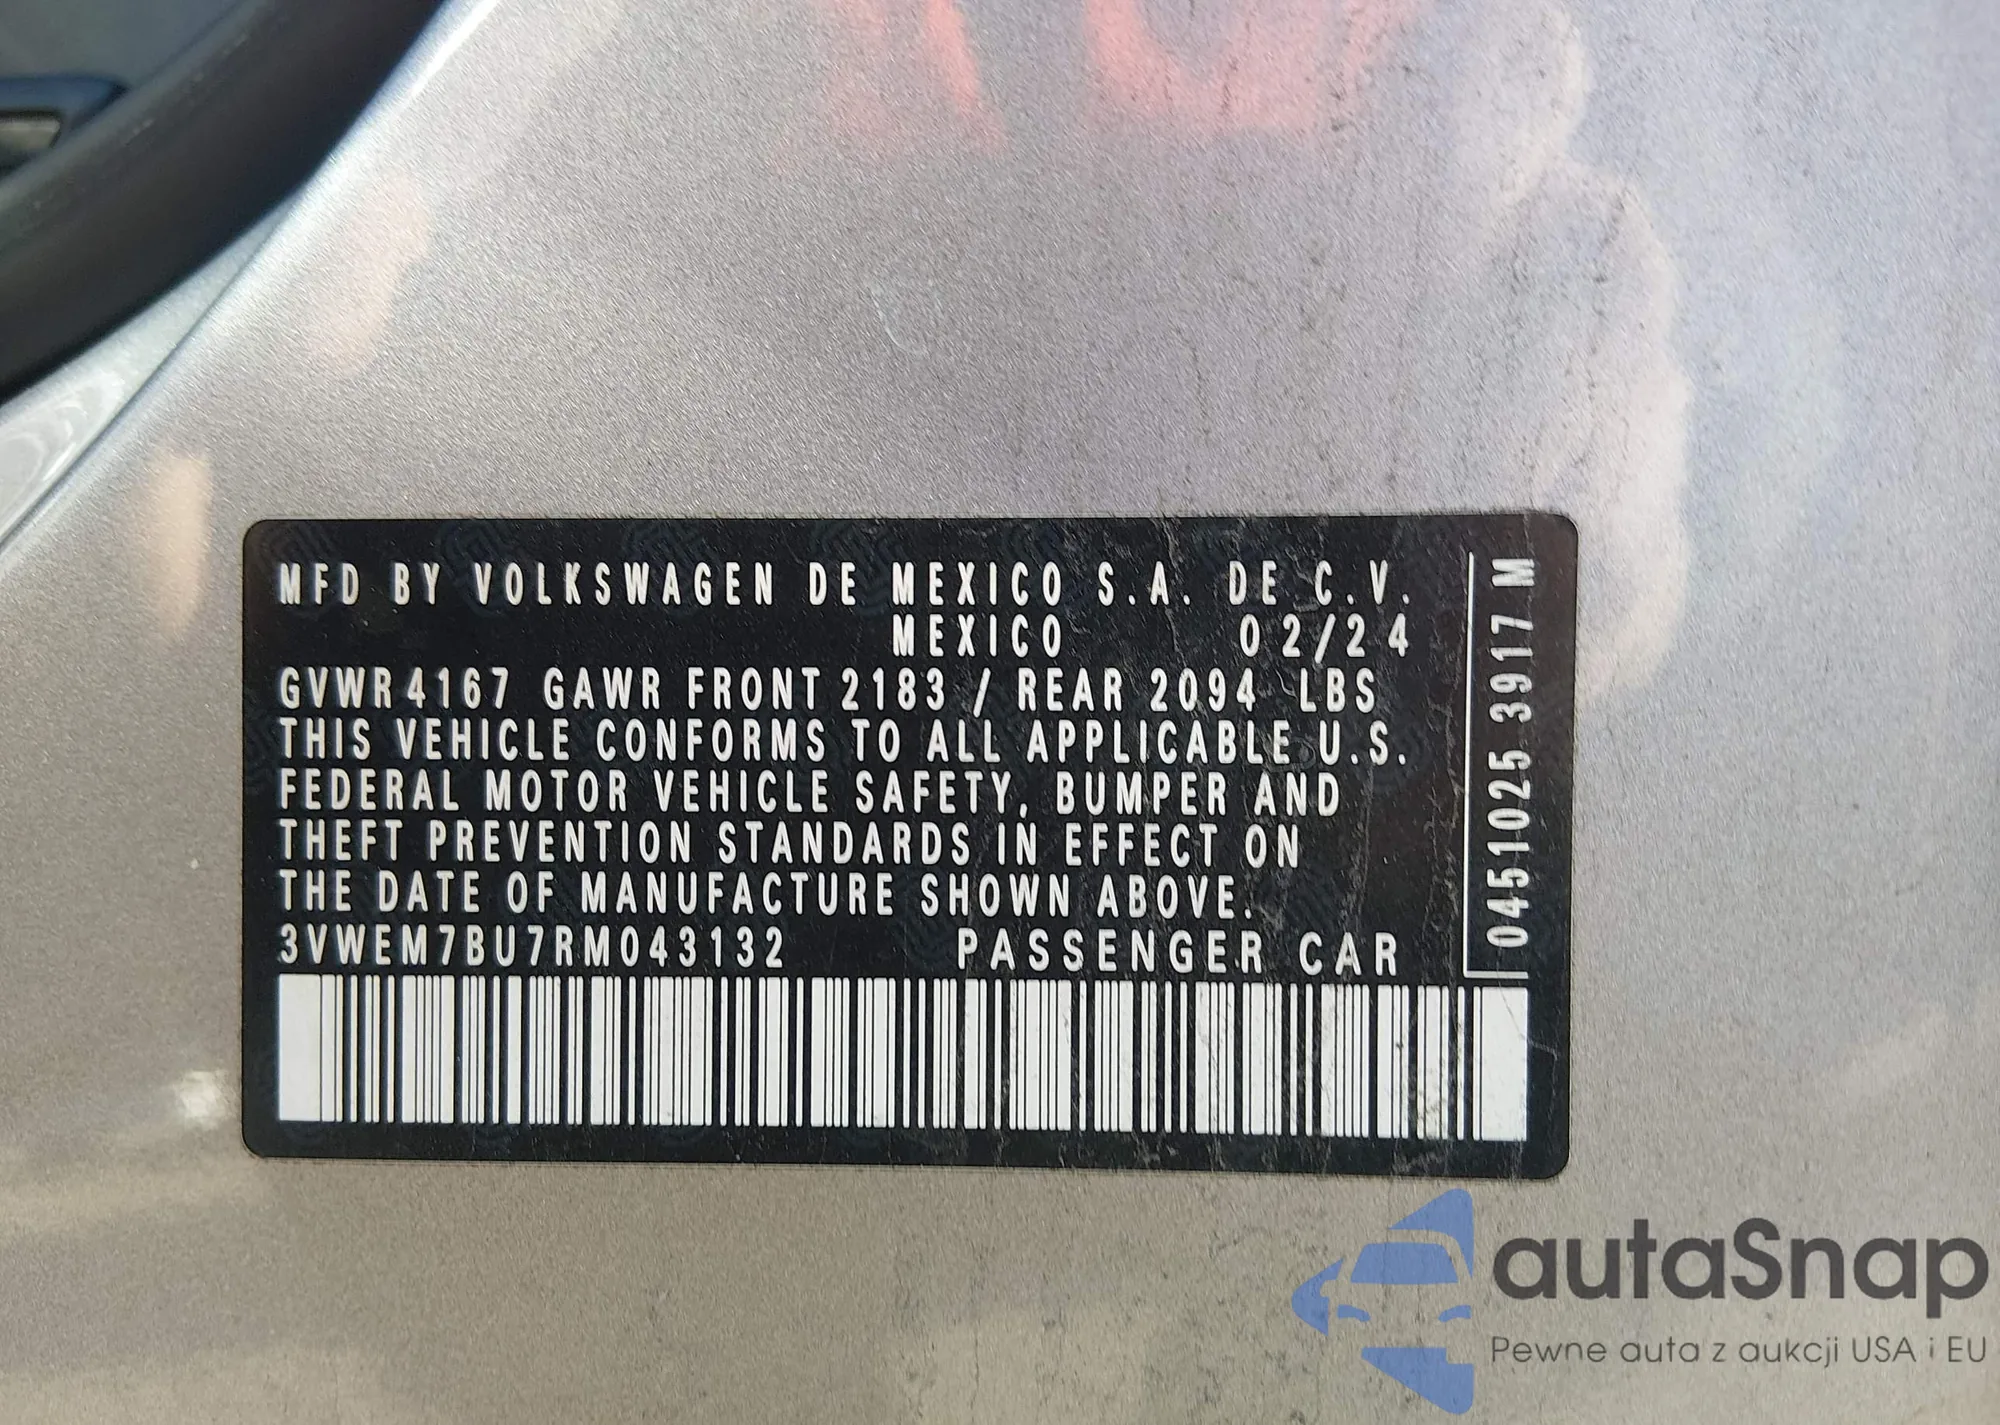 MFD BY VOLKSWAGEN DE MEXICO S.A. DE C.V.
MEXICO 02/24
GVWR 4167 GAWR FRONT 2183 / REAR 2094 LBS
THIS VEHICLE CONFORMS TO ALL APPLICABLE U.S.
FEDERAL MOTOR VEHICLE SAFETY, BUMPER AND
THEFT PREVENTION STANDARDS IN EFFECT ON
THE DATE OF MANUFACTURE SHOWN ABOVE.
3VWEM7BU7RM043132 PASSENGER CAR
0451025 3917 M
autaSnap
Pewne auta z aukcji USA i EU